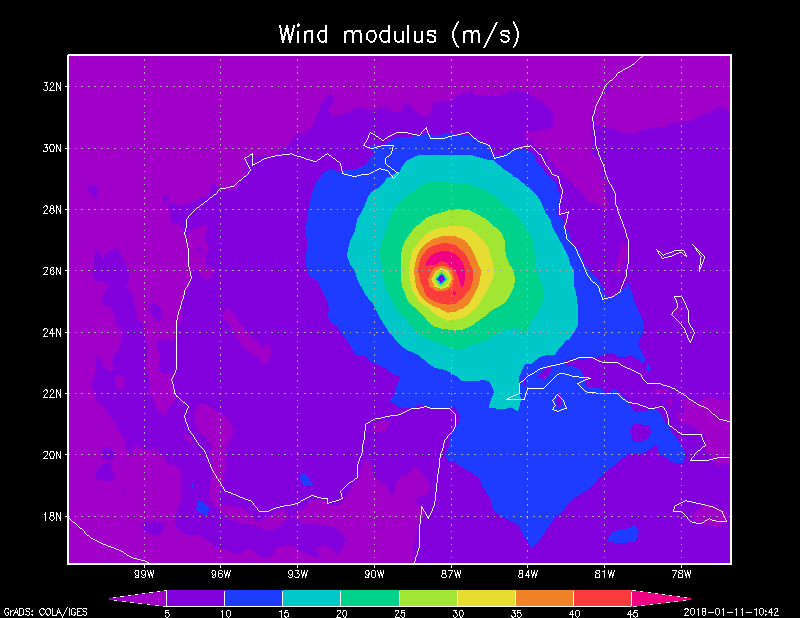 Wind modulus (m/s)
32N
30N
28N
26N
24N
22N
20N
18N
99W 96W 93W 90W 87W 84W 81W 78W
5 10 15 20 25 30 35 40 45
GrADS: COLA/IGES 2018-01-11-10:42